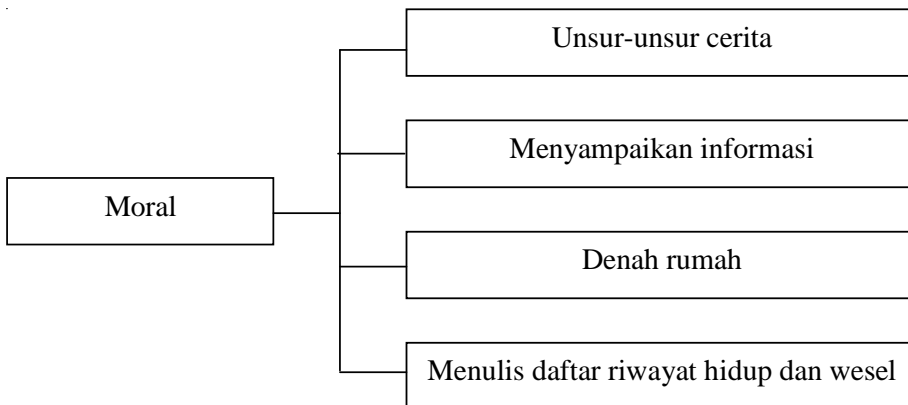 Unsur-unsur cerita
Menyampaikan informasi
Moral
Denah rumah
Menulis daftar riwayat hidup dan wesel